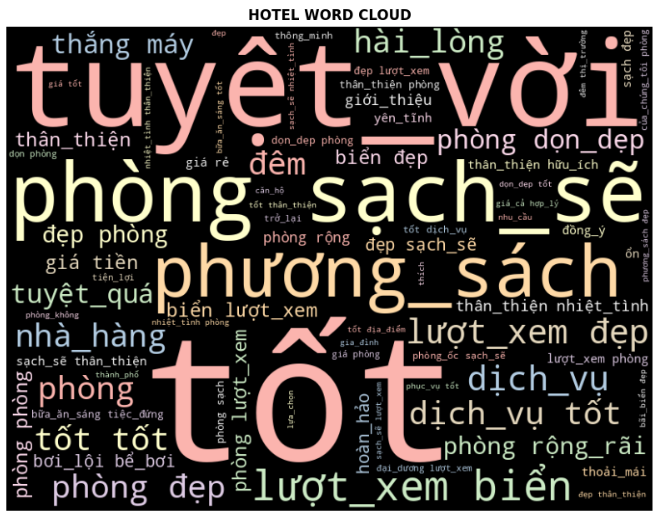 HOTEL WORD CLOUD
tuyệt_vời
thắng máy
hài_lòng
thông_minh
đẹp
đẹp lượt_xem
thân_thiện phòng
giới_thiệu
yên_tĩnh
giá tốt
sạch_sẽ nhiệt_tình
nhiệt_tình thân_thiện
bữa_ăn_sáng tốt
đêm thi_trường
sạch đẹp
của_chúng_tôi phòng
thân_thiện
dọn_dẹp phòng
phòng dọn_dẹp
dọn phòng
giá rẻ
đêm
biển đẹp
thân_thiện hữu_ích
phòng sạch_sẽ
căn_hộ
dọn_dẹp tốt
tốt thân_thiện
giá_cả hợp_lý
trở_lại
nhu_cầu
đẹp phòng
phòng rộng
tốt dịch_vụ
đồng_ý
đẹp sạch_sẽ
phương_sách đẹp
ổn
giá tiền
tiện_lợi
phương_sách
thích
tuyệt_quá
biển lượt_xem
thân_thiện nhiệt_tình
phòng_không
nhiệt_tình phòng
nhà_hàng
tốt
tốt địa_điểm
lượt_xem đẹp
gia_đình
giá phòng
phòng_ốc sạch_sẽ
lượt_xem phòng
sạch_sẽ thân_thiện
thành_phố
phòng
phòng phòng
phòng sạch
phòng lượt_xem
lựa_chọn
hoàn_hảo
sạch_sẽ lượt_xem
phục_vụ tốt
dịch_vụ
bãi_biển đẹp
bữa_ăn_sáng tiệc_đứng
dịch_vụ tốt
tốt tốt
phòng rộng_rãi
bơi_lội bể_bơi
đại_dương lượt_xem
thoải_mái
phòng đẹp
lượt_xem biển
đẹp thân_thiện